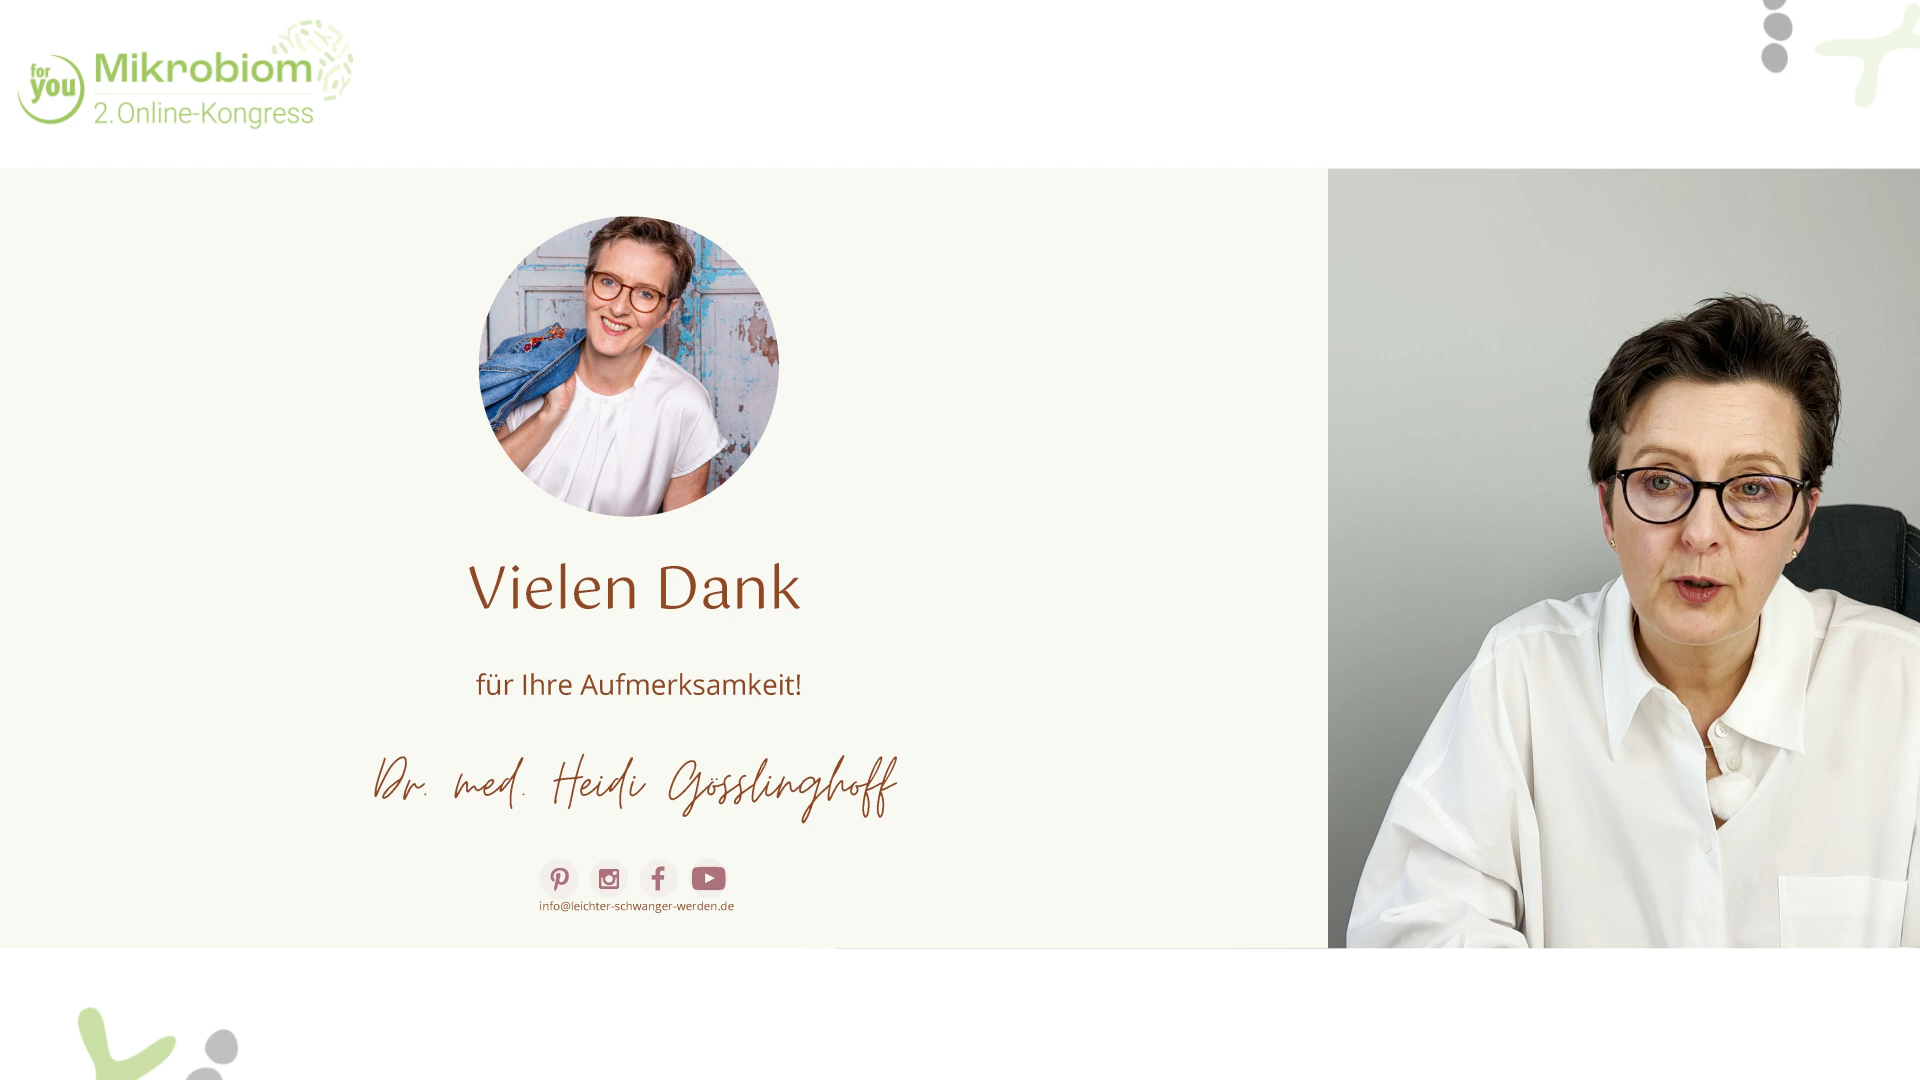 for
you
Mikrobiom
2. Online-Kongress
Vielen Dank
für Ihre Aufmerksamkeit!
Dr. med. Heidi Gösslinghoff
info@leichter-schwanger-werden.de